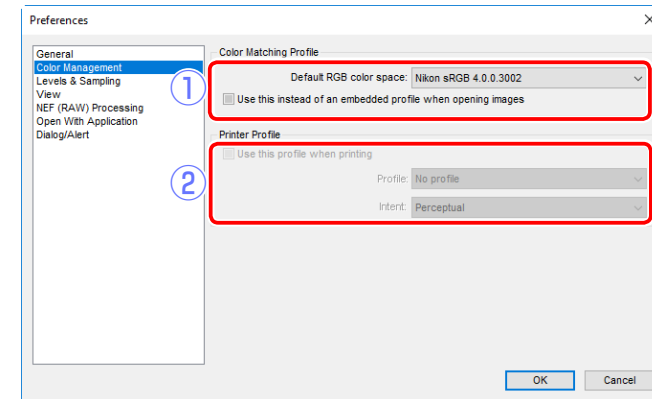 Preferences
General
Color Management
Levels & Sampling
View
NEF (RAW) Processing
Open With Application
Dialog/Alert
Color Matching Profile
①
Default RGB color space: Nikon sRGB 4.0.0.3002
Use this instead of an embedded profile when opening images
Printer Profile
②
Use this profile when printing
Profile: No profile
Intent: Perceptual
OK Cancel